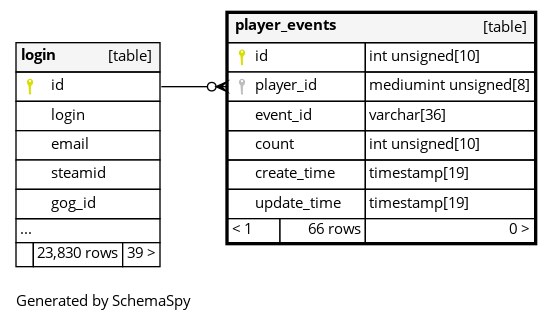 login [table]
id
login
email
steamid
gog_id
...
23,830 rows 39 >
player_events [table]
id int unsigned[10]
player_id mediumint unsigned[8]
event_id varchar[36]
count int unsigned[10]
create_time timestamp[19]
update_time timestamp[19]
< 1 66 rows 0 >
Generated by SchemaSpy